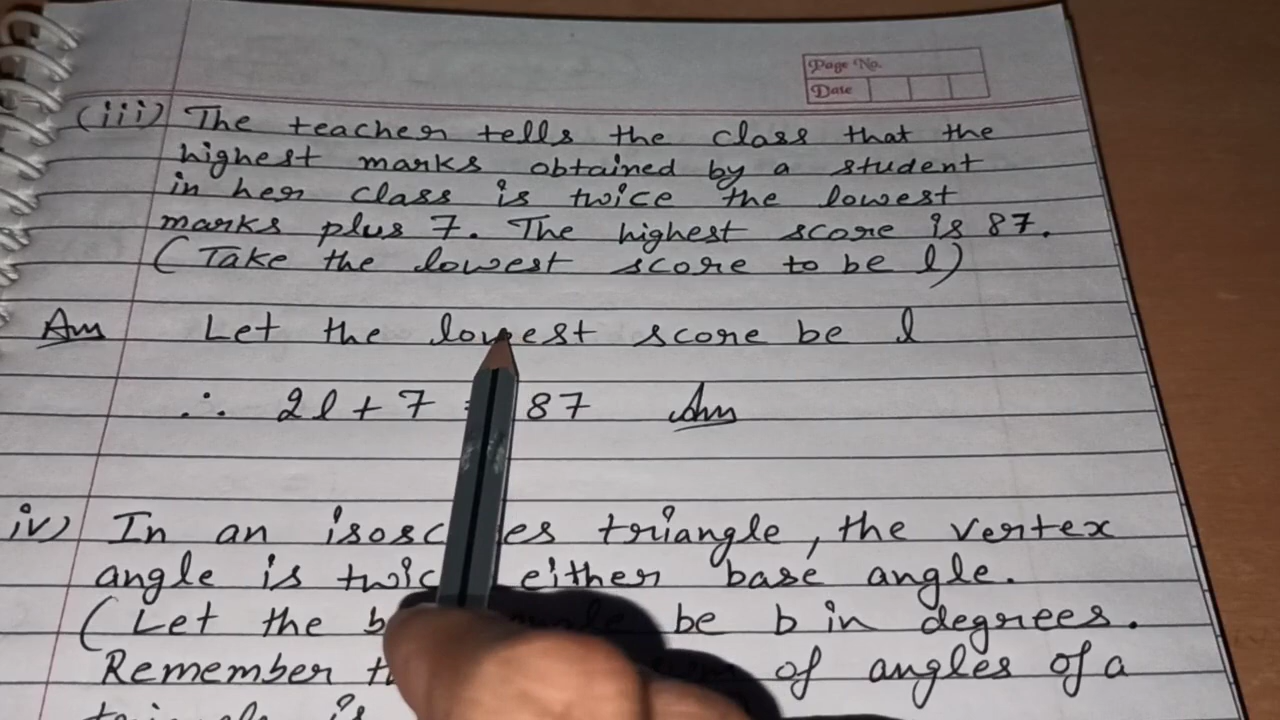 Page No.
Date
(iii) The teacher tells the class that the
highest marks obtained by a student
in her class is twice the lowest
marks plus 7. The highest score is 87.
(Take the lowest score to be l)
Ans Let the lowest score be l
∴ 2l + 7 = 87 Ans
iv) In an isosceles triangle, the vertex
angle is twice either base angle.
(Let the be b in degrees.
Remember of angles of a
is